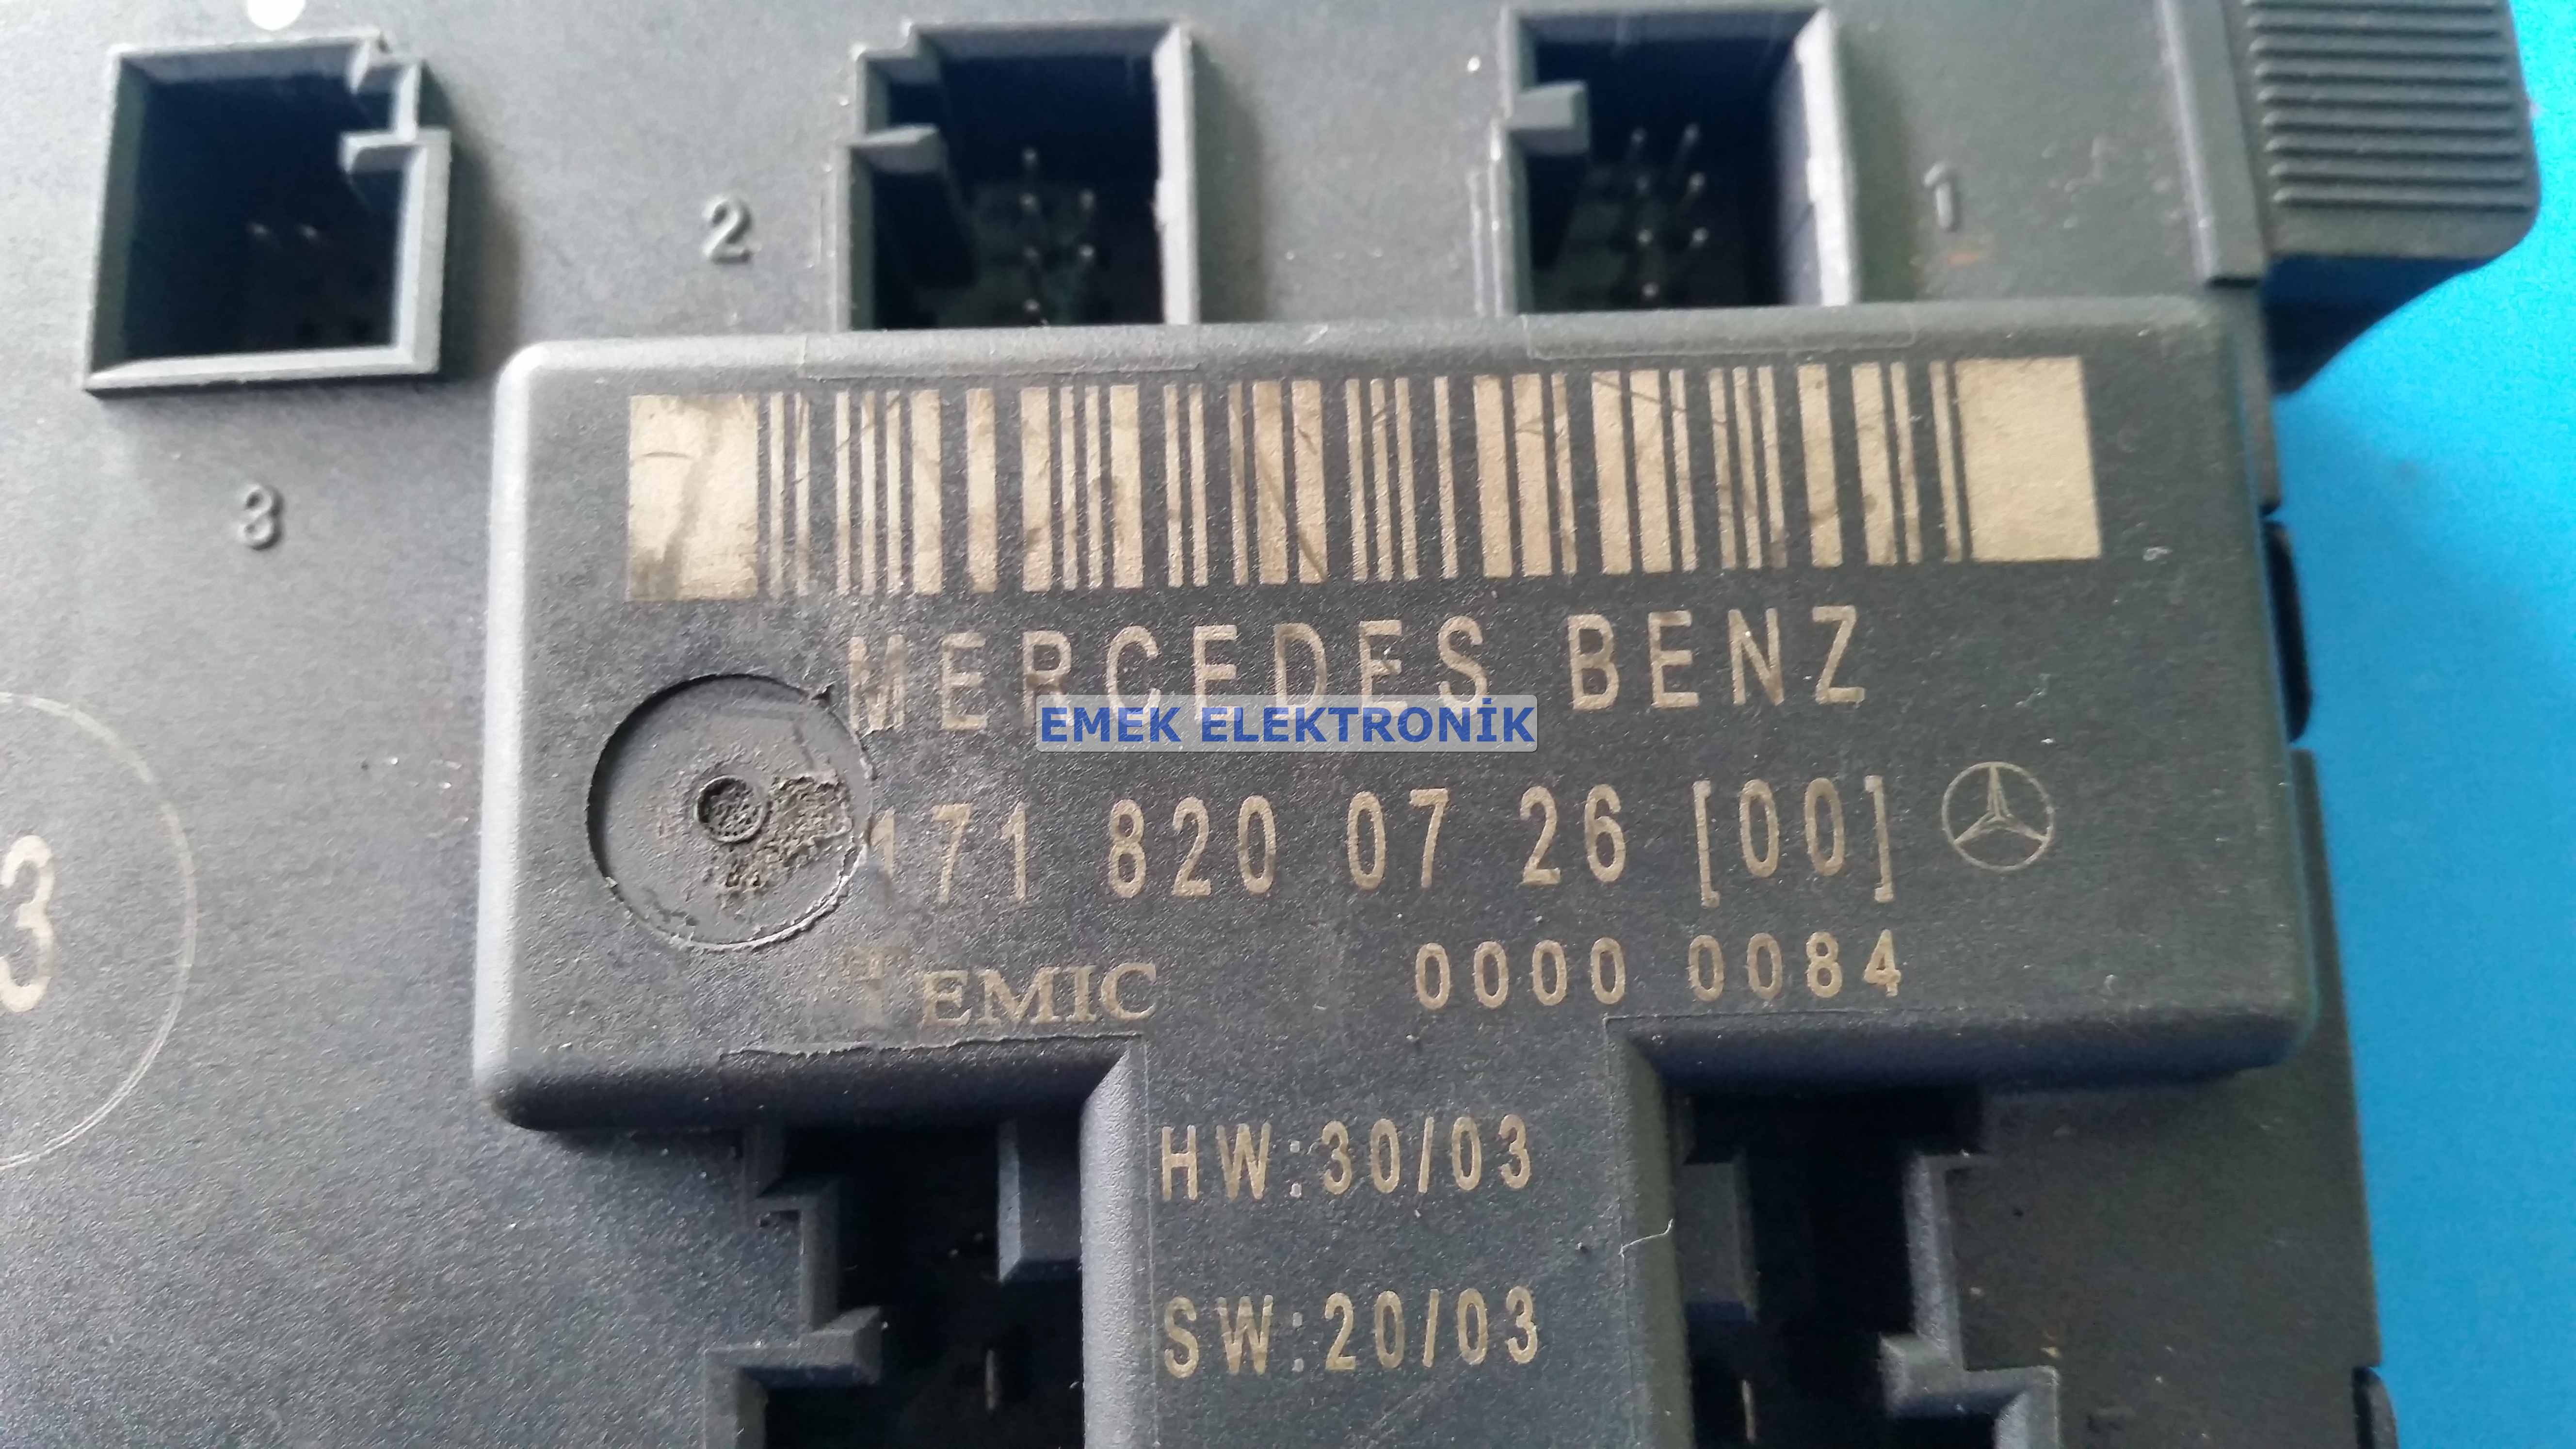 2
1
3
MERCEDES BENZ
EMEK ELEKTRONİK
171 820 07 26 [00]
3
TEMIC
0000 0084
HW:30/03
SW:20/03